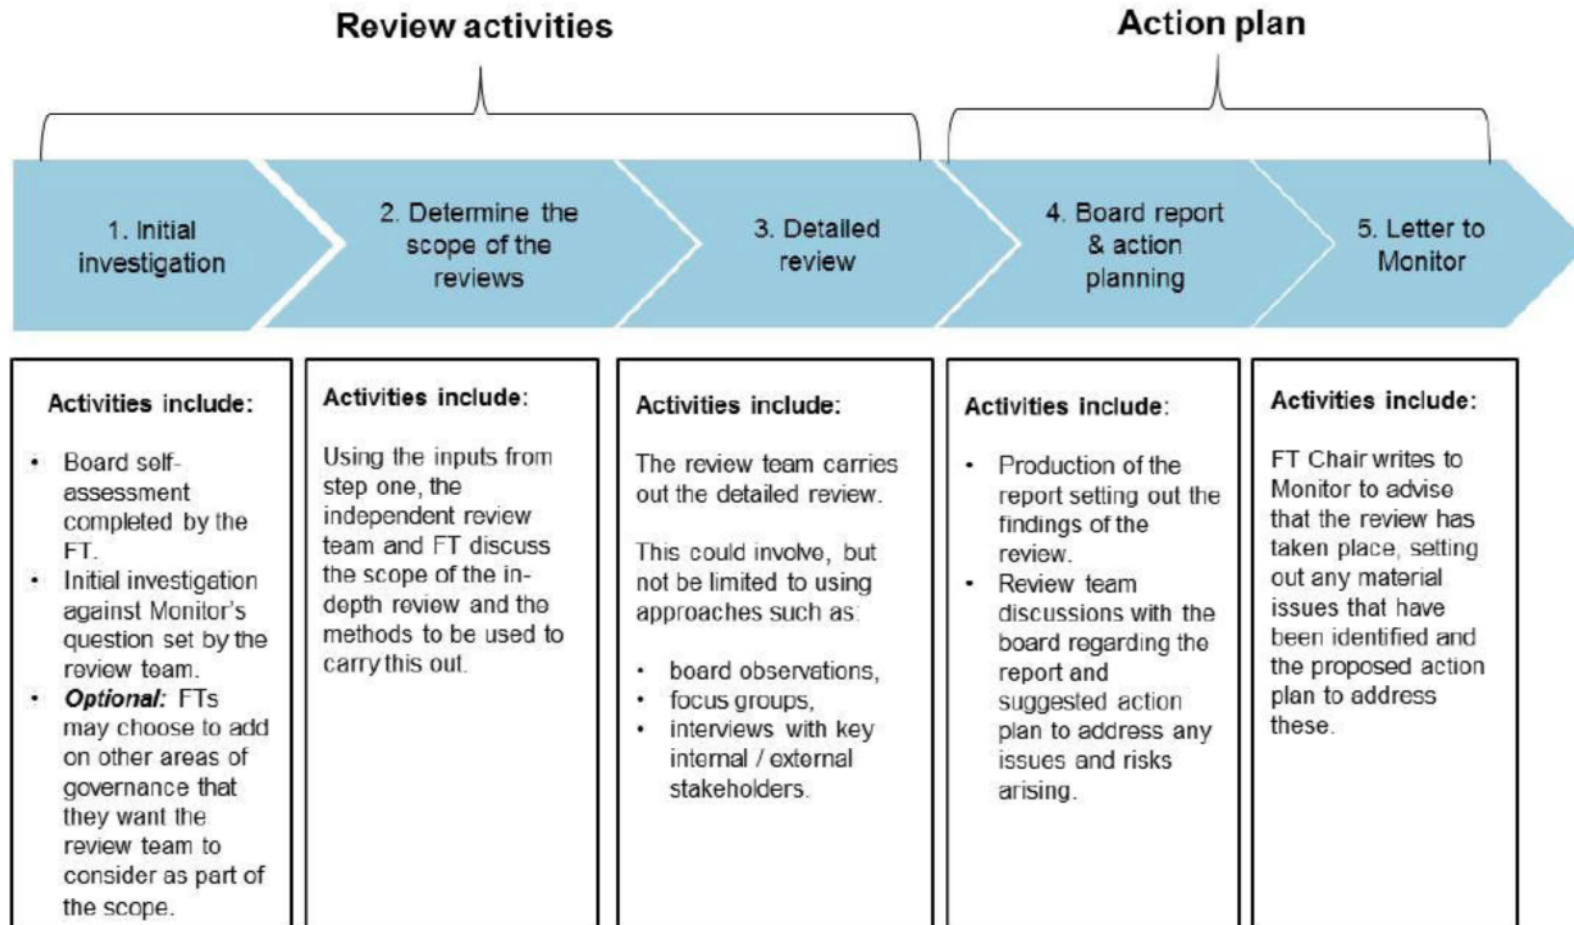 Review activities
Action plan
1. Initial
investigation
2. Determine the
scope of the
reviews
3. Detailed
review
4. Board report
& action
planning
5. Letter to
Monitor
Activities include:
• Board self-
assessment
completed by the
FT.
• Initial investigation
against Monitor's
question set by the
review team.
• Optional: FTs
may choose to add
on other areas of
governance that
they want the
review team to
consider as part of
the scope.
Activities include:
Using the inputs from
step one, the
independent review
team and FT discuss
the scope of the in-
depth review and the
methods to be used to
carry this out.
Activities include:
The review team carries
out the detailed review.
This could involve, but
not be limited to using
approaches such as:
• board observations,
• focus groups,
• interviews with key
internal / external
stakeholders.
Activities include:
• Production of the
report setting out the
findings of the
review.
• Review team
discussions with the
board regarding the
report and
suggested action
plan to address any
issues and risks
arising.
Activities include:
FT Chair writes to
Monitor to advise
that the review has
taken place, setting
out any material
issues that have
been identified and
the proposed action
plan to address
these.